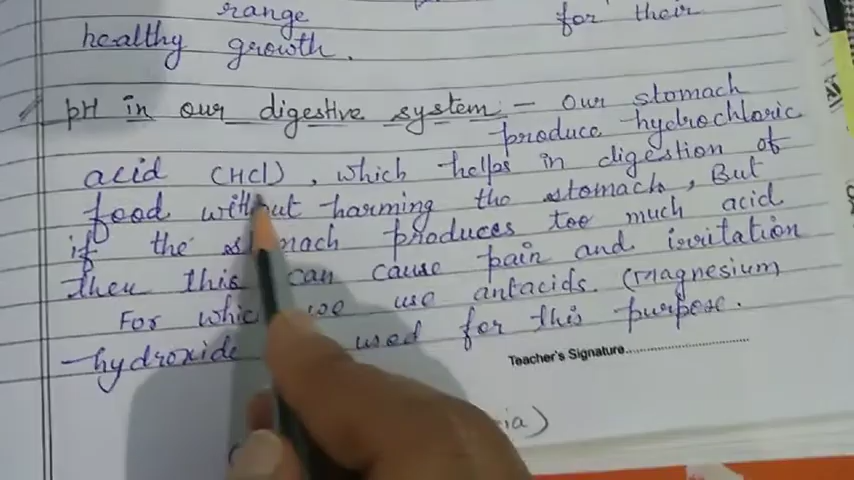 range for their
healthy growth.
pH in our digestive system :- Our stomach
produce hydrochloric
acid (HCl), which helps in digestion of
food without harming the stomach, But
if the stomach produces too much acid
then this can cause pain and irritation
For which we use antacids. (Magnesium
hydroxide used for this purpose.
Teacher's Signature
ia)